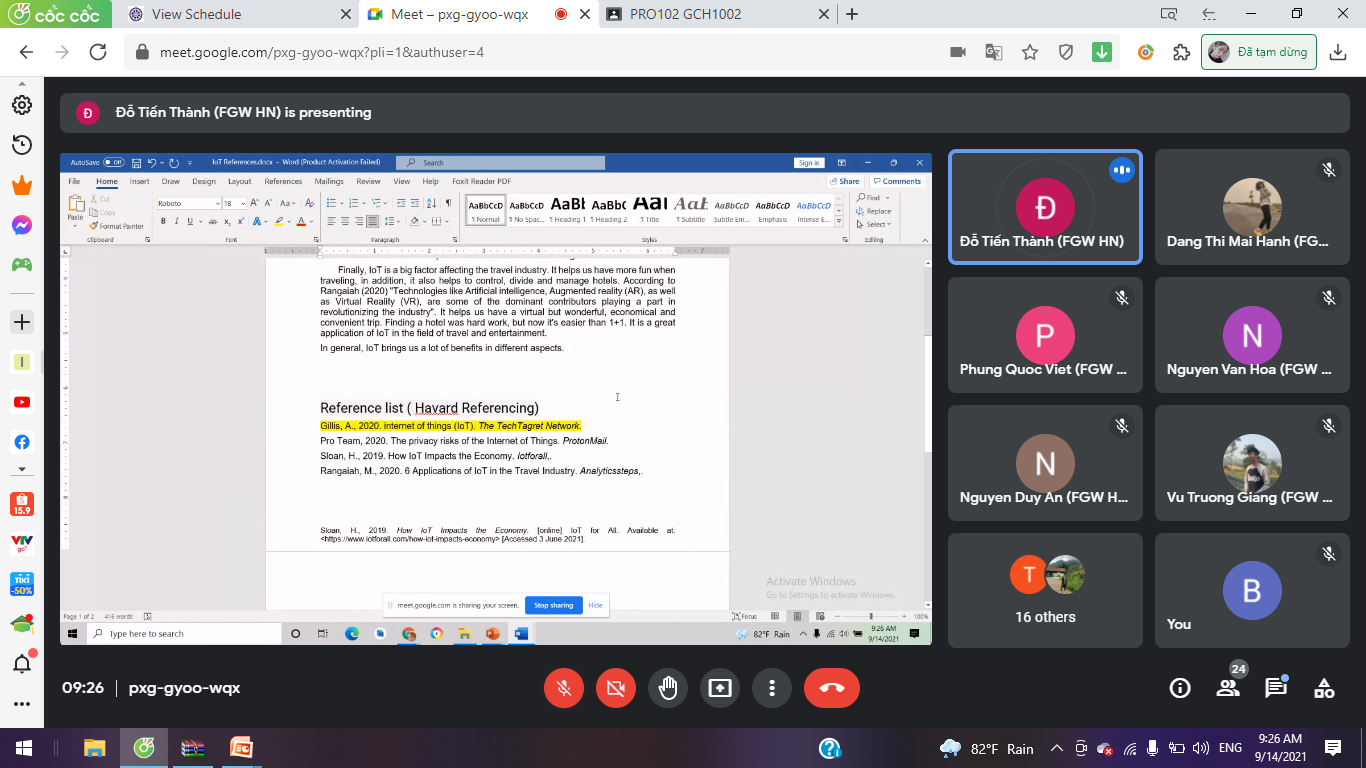 cốc cốc
View Schedule
Meet – pxg-gyoo-wqx
PRO102 GCH1002
meet.google.com/pxg-gyoo-wqx?pli=1&authuser=4
Đã tạm dừng
Đ
Đỗ Tiến Thành (FGW HN) is presenting
AutoSave Off
IoT References.docx - Word (Product Activation Failed)
Search
Sign in
File Home Insert Draw Design Layout References Mailings Review View Help Foxit Reader PDF
Share Comments
Paste
Cut
Copy
Format Painter
Roboto 18
AaBbCcD AaBbCcD AaBb AaBb( AaB AaBbCcD AaBbCcDd AaBbCcDd AaBbCcDd
1 Normal 1 No Spac... 1 Heading 1 1 Heading 2 1 Title 1 Subtitle Subtle Em... Emphasis Intense E...
Find
Replace
Select
Clipboard Font Paragraph Styles Editing
Finally, IoT is a big factor affecting the travel industry. It helps us have more fun when
traveling, in addition, it also helps to control, divide and manage hotels. According to
Rangaiah (2020) "Technologies like Artificial intelligence, Augmented reality (AR), as well
as Virtual Reality (VR), are some of the dominant contributors playing a part in
revolutionizing the industry". It helps us have a virtual but wonderful, economical and
convenient trip. Finding a hotel was hard work, but now it's easier than 1+1. It is a great
application of IoT in the field of travel and entertainment.
In general, IoT brings us a lot of benefits in different aspects.
Reference list ( Havard Referencing)
Gillis, A., 2020. internet of things (IoT). The TechTagret Network.
Pro Team, 2020. The privacy risks of the Internet of Things. ProtonMail.
Sloan, H., 2019. How IoT Impacts the Economy. Iotforall,.
Rangaiah, M., 2020. 6 Applications of IoT in the Travel Industry. Analyticssteps,.
Sloan, H., 2019. How IoT Impacts the Economy. [online] IoT for All. Available at:
<https://www.iotforall.com/how-iot-impacts-economy> [Accessed 3 June 2021].
Activate Windows
Go to Settings to activate Windows.
meet.google.com is sharing your screen.
Stop sharing
Hide
Page 1 of 2 416 words
Focus
100%
Type here to search
82°F Rain
9:26 AM
9/14/2021
Đ
Đỗ Tiến Thành (FGW HN)
Dang Thi Mai Hanh (FG...
P
Phung Quoc Viet (FGW ...
N
Nguyen Van Hoa (FGW ...
N
Nguyen Duy An (FGW H...
Vu Truong Giang (FGW ...
T
16 others
B
You
I
15.9
VTV
go
TIKI
-50%
09:26 | pxg-gyoo-wqx
24
82°F Rain
ENG
9:26 AM
9/14/2021